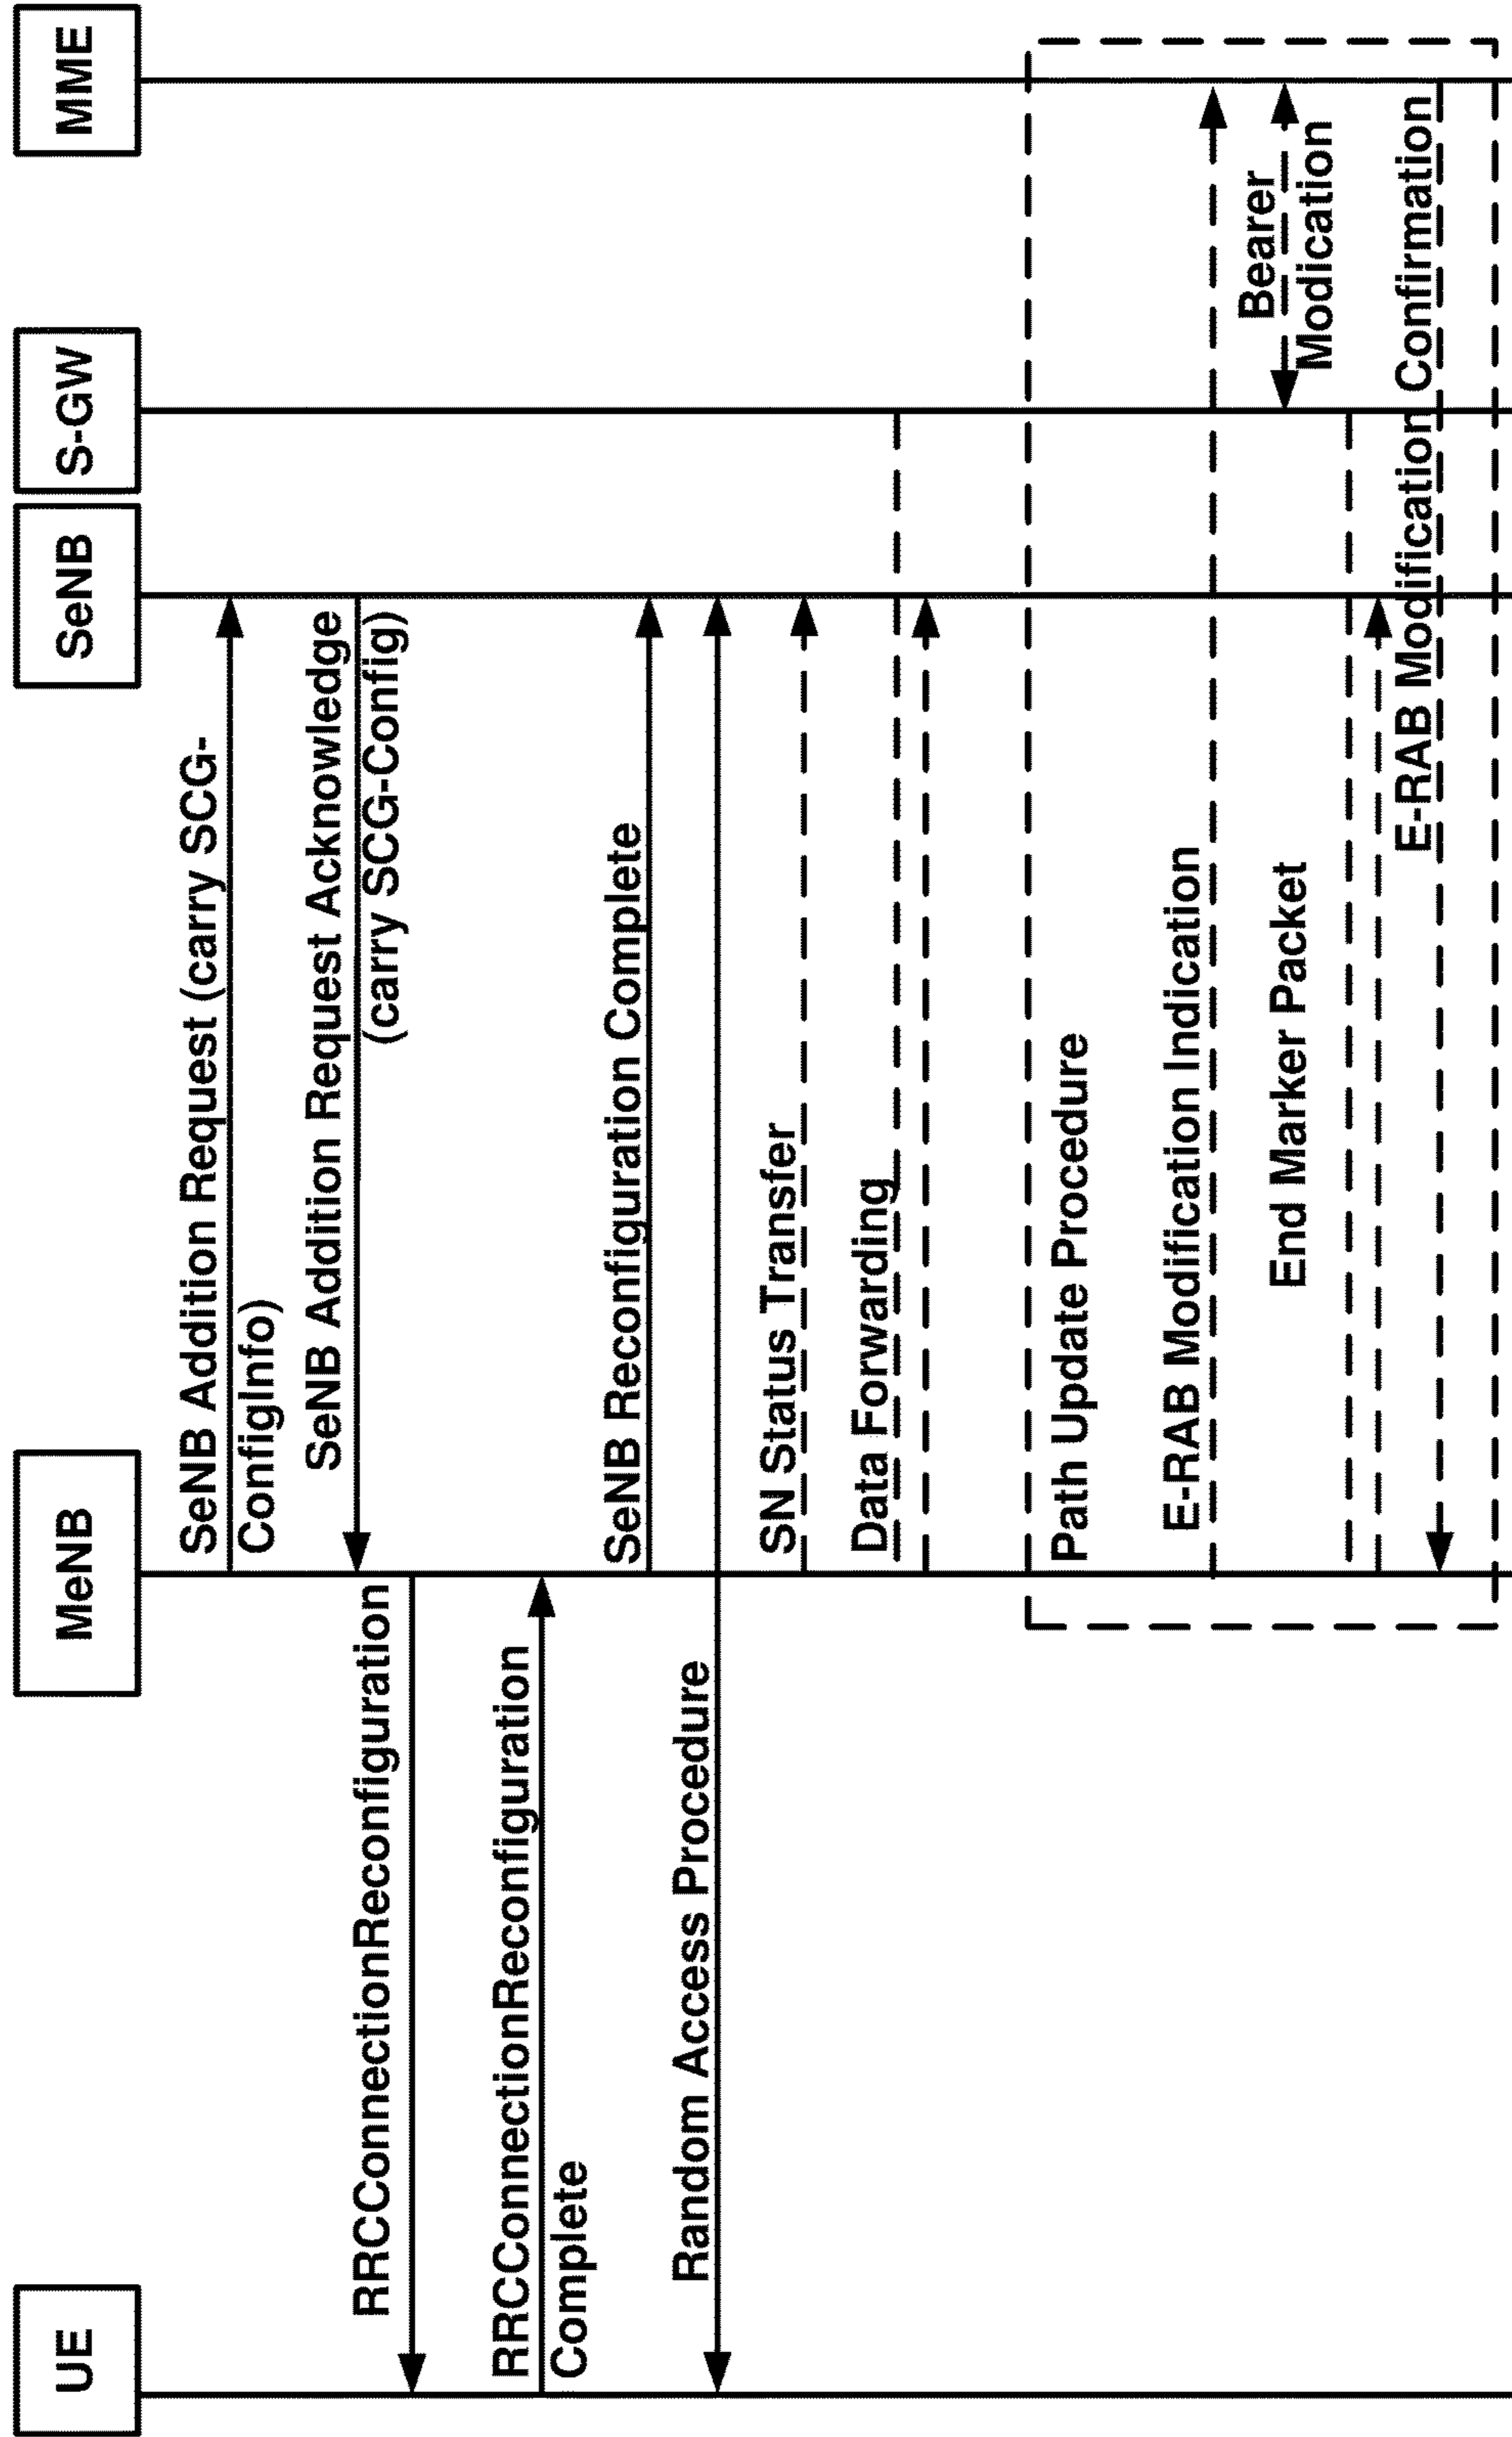 UE
MeNB
SeNB
S-GW
MME
SeNB Addition Request (carry SCG-
ConfigInfo)
SeNB Addition Request Acknowledge
(carry SCG-Config)
RRCConnectionReconfiguration
RRCConnectionReconfiguration
Complete
SeNB Reconfiguration Complete
Random Access Procedure
SN Status Transfer
Data Forwarding
Path Update Procedure
E-RAB Modification Indication
Bearer
Modication
End Marker Packet
E-RAB Modification Confirmation